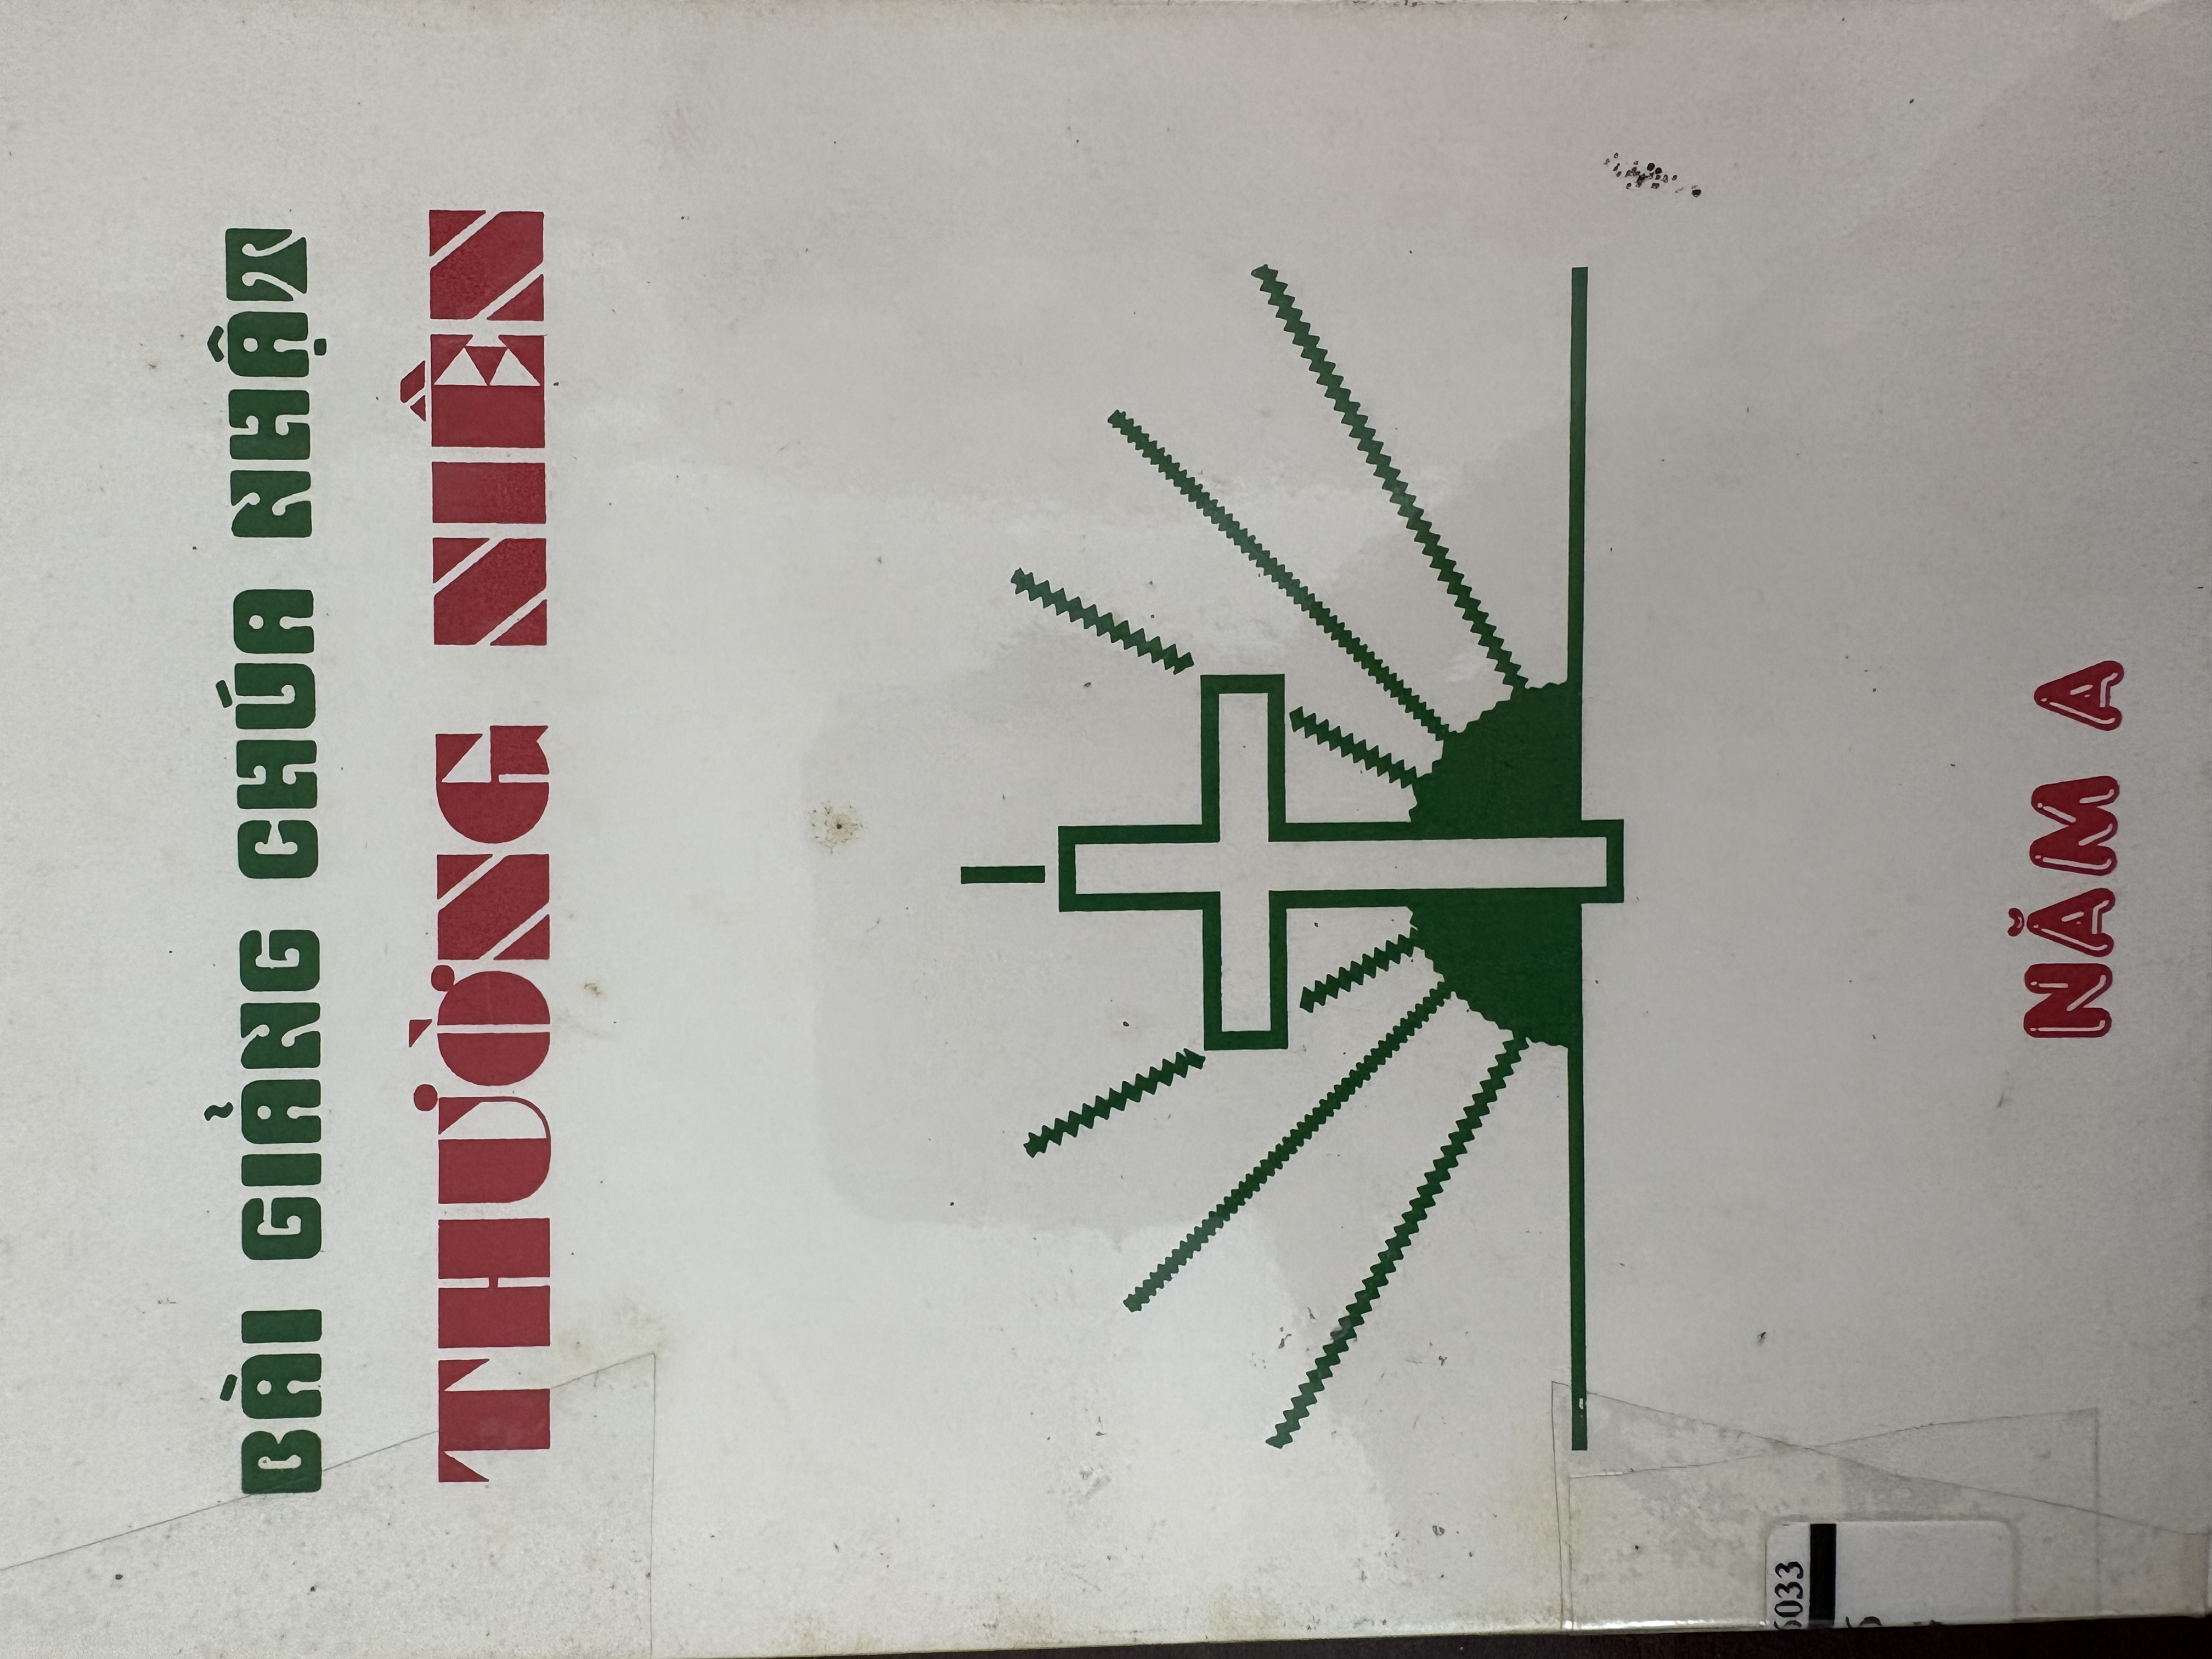 BÀI GIẢNG CHÚA NHẬT
THƯỜNG NIÊN
NĂM A